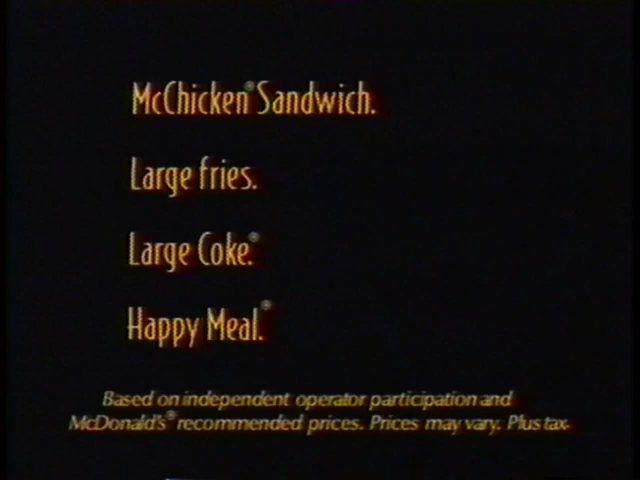 McChicken® Sandwich.
Large fries.
Large Coke.®
Happy Meal.®
Based on independent operator participation and
McDonald's® recommended prices. Prices may vary. Plus tax.